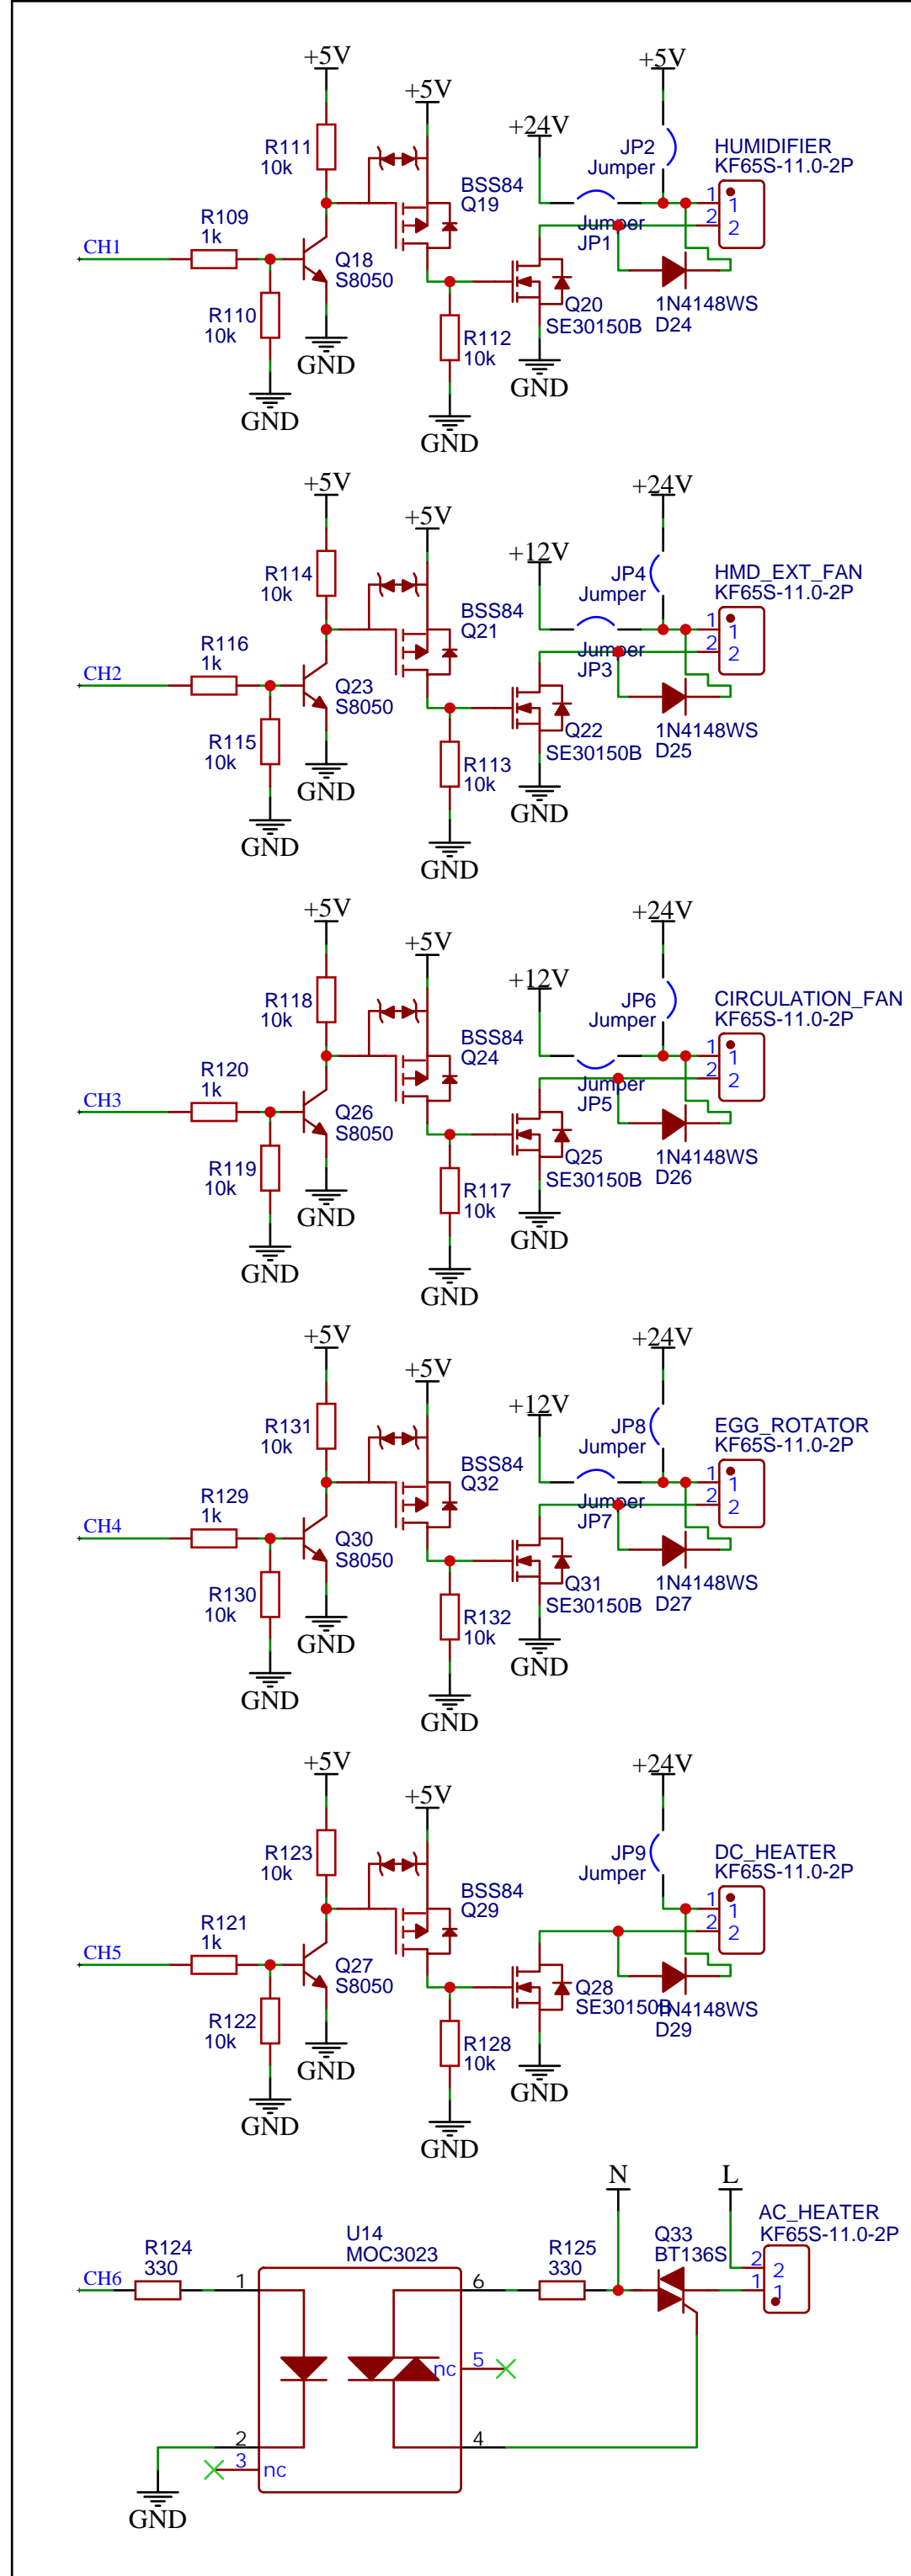 +5V
+5V
+5V
+24V
R111
10k
JP2
Jumper
HUMIDIFIER
KF65S-11.0-2P
BSS84
Q19
1
1
2
2
R109
1k
Jumper
JP1
CH1
Q18
S8050
R110
10k
1N4148WS
D24
Q20
SE30150B
R112
10k
GND
GND
GND
GND
+5V
+24V
+5V
+12V
R114
10k
JP4
Jumper
HMD_EXT_FAN
KF65S-11.0-2P
BSS84
Q21
1
1
2
2
R116
1k
Jumper
JP3
CH2
Q23
S8050
R115
10k
Q22
SE30150B
1N4148WS
D25
R113
10k
GND
GND
GND
GND
+5V
+24V
+5V
+12V
R118
10k
JP6
Jumper
CIRCULATION_FAN
KF65S-11.0-2P
BSS84
Q24
1
1
2
2
R120
1k
Jumper
JP5
CH3
Q26
S8050
R119
10k
Q25
SE30150B
1N4148WS
D26
R117
10k
GND
GND
GND
GND
+5V
+24V
+5V
+12V
R131
10k
JP8
Jumper
EGG_ROTATOR
KF65S-11.0-2P
BSS84
Q32
1
1
2
2
R129
1k
Jumper
JP7
CH4
Q30
S8050
R130
10k
Q31
SE30150B
1N4148WS
D27
R132
10k
GND
GND
GND
GND
+5V
+24V
+5V
R123
10k
JP9
Jumper
DC_HEATER
KF65S-11.0-2P
BSS84
Q29
1
1
2
2
R121
1k
CH5
Q27
S8050
R122
10k
Q28
SE30150B
1N4148WS
D29
R128
10k
GND
GND
GND
GND
N
L
AC_HEATER
KF65S-11.0-2P
U14
MOC3023
R124
330
R125
330
Q33
BT136S
2
2
1
1
CH6
1
6
nc
5
2
4
3
nc
GND